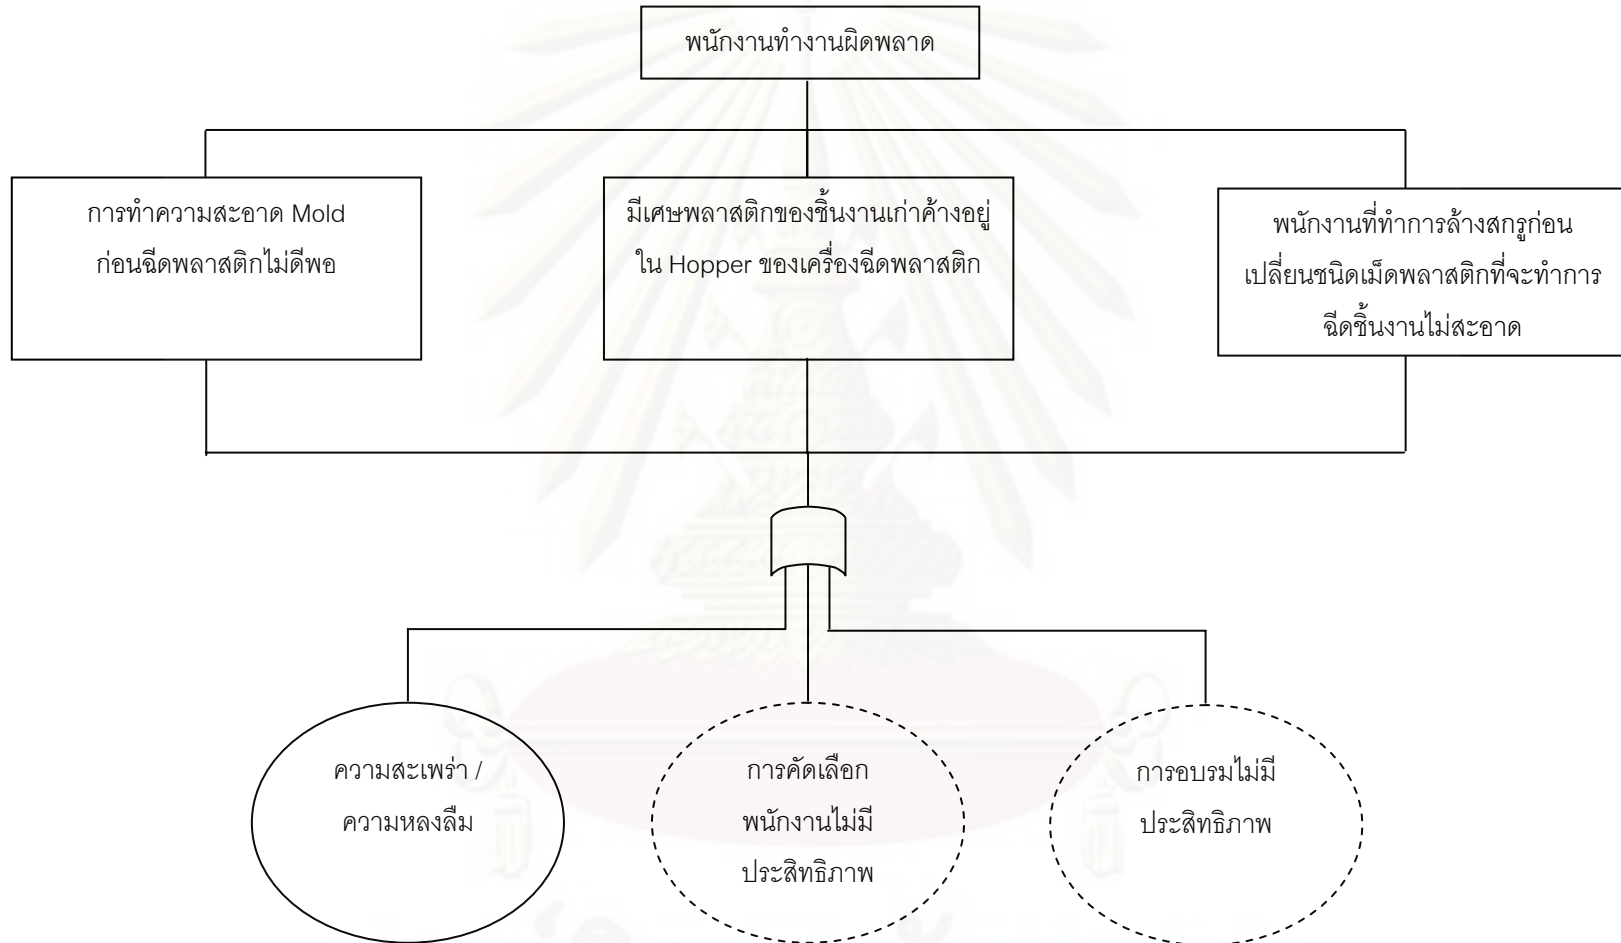 พนักงานทำงานผิดพลาด
การทำความสะอาด Mold
ก่อนฉีดพลาสติกไม่ดีพอ
มีเศษพลาสติกของชิ้นงานเก่าค้างอยู่
ใน Hopper ของเครื่องฉีดพลาสติก
พนักงานที่ทำการล้างสกรูก่อน
เปลี่ยนชนิดเม็ดพลาสติกที่จะทำการ
ฉีดชิ้นงานไม่สะอาด
ความสะเพร่า /
ความหลงลืม
การคัดเลือก
พนักงานไม่มี
ประสิทธิภาพ
การอบรมไม่มี
ประสิทธิภาพ